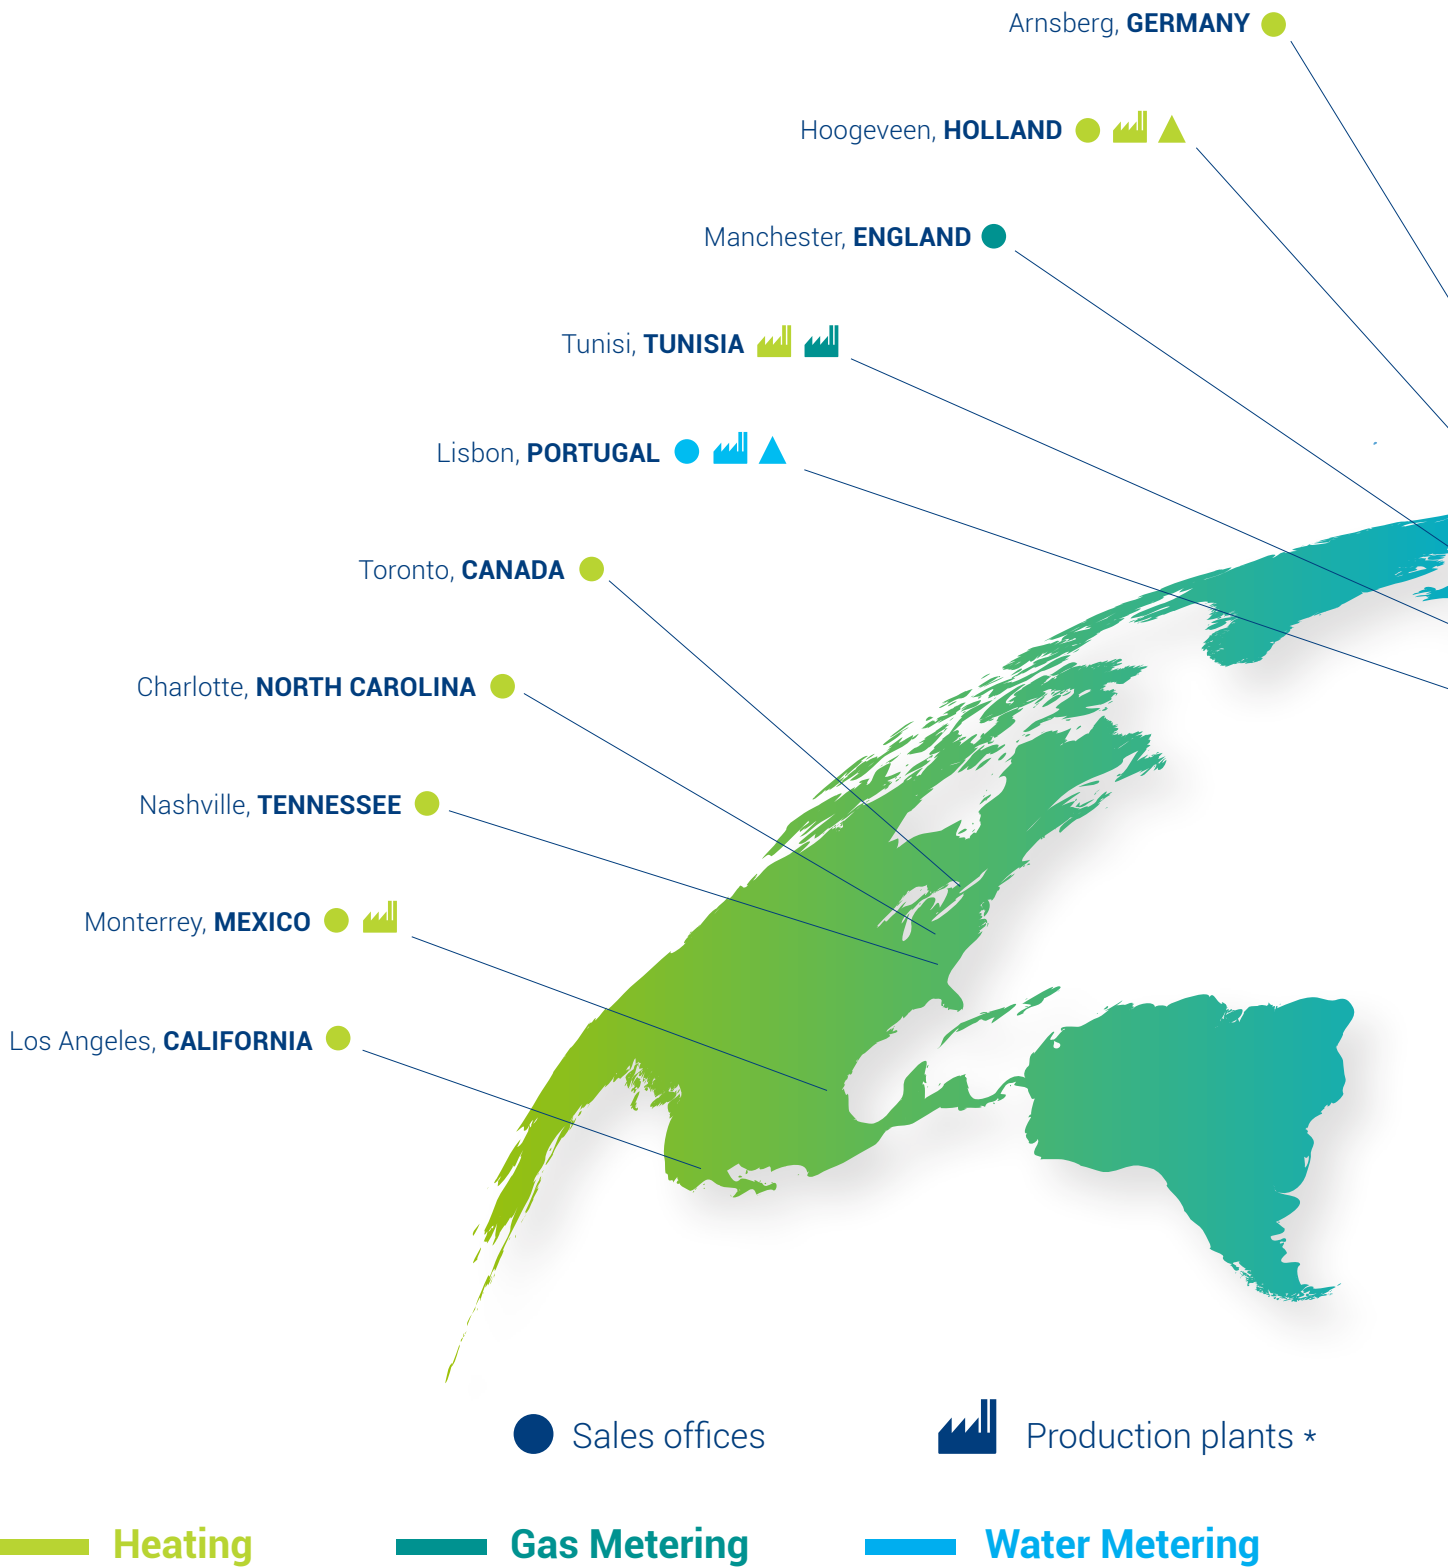 Arnsberg, GERMANY
Hoogeveen, HOLLAND
Manchester, ENGLAND
Tunisi, TUNISIA
Lisbon, PORTUGAL
Toronto, CANADA
Charlotte, NORTH CAROLINA
Nashville, TENNESSEE
Monterrey, MEXICO
Los Angeles, CALIFORNIA
Sales offices
Production plants *
Heating
Gas Metering
Water Metering